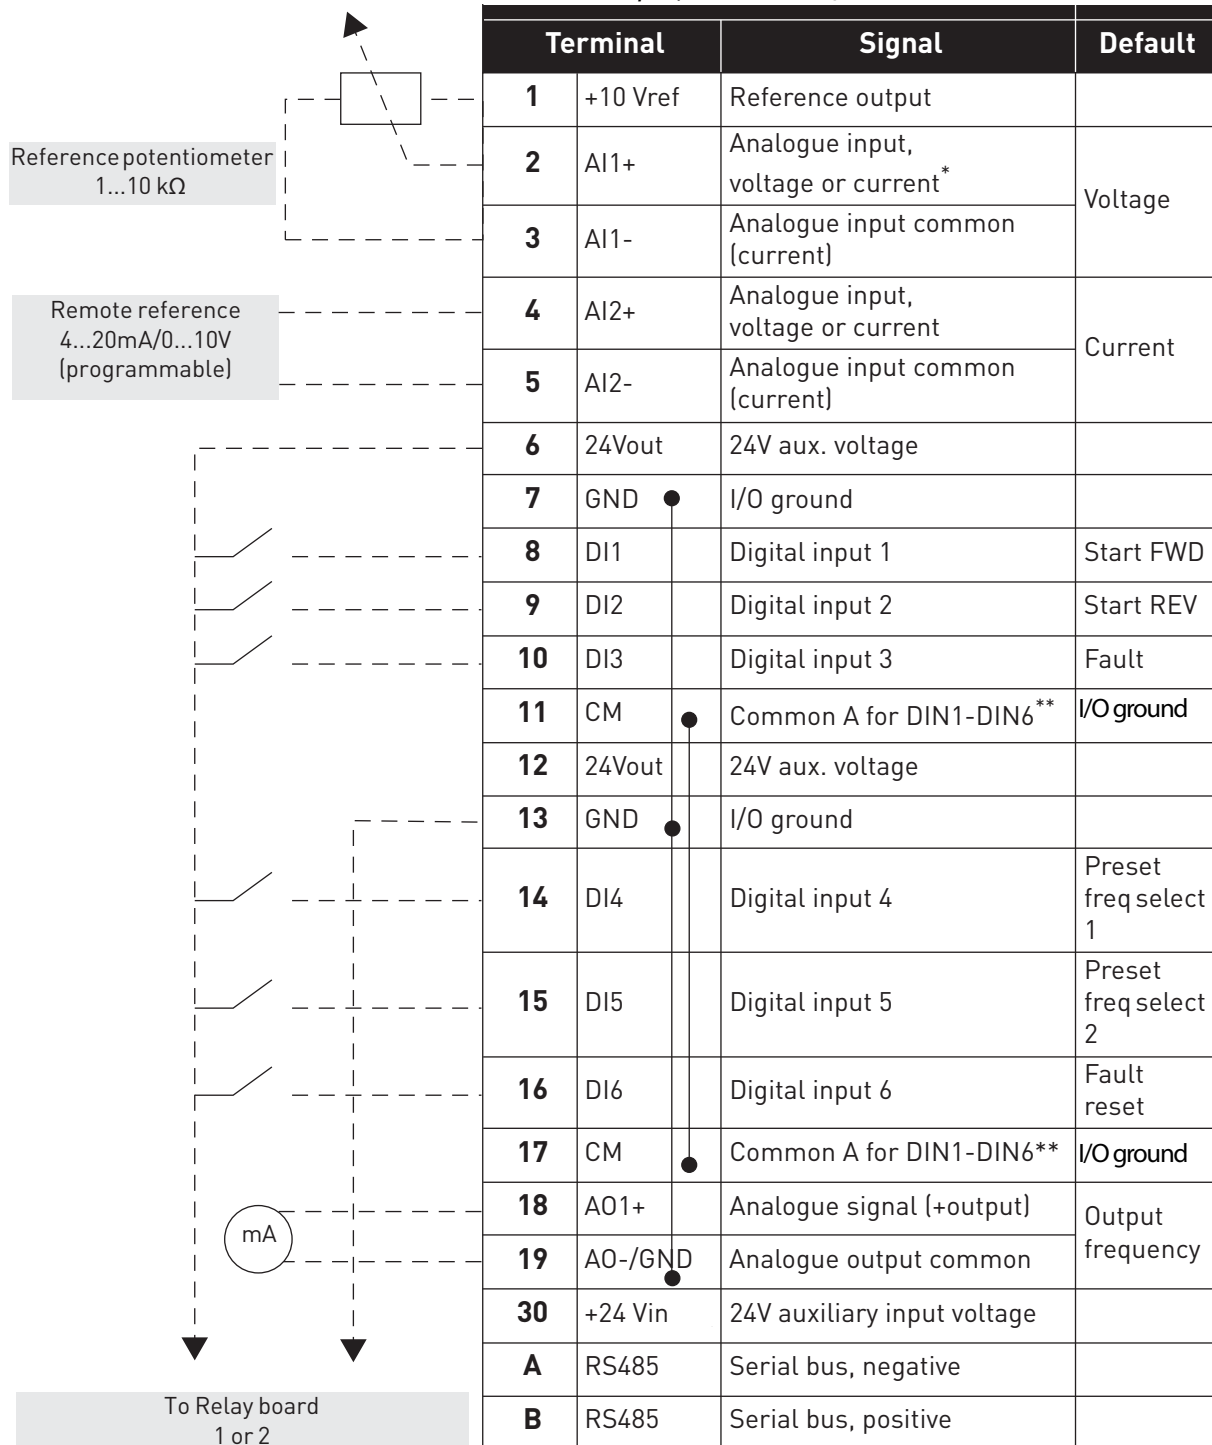 Terminal Signal Default
1 +10 Vref Reference output
Reference potentiometer
1...10 kΩ
2 AI1+ Analogue input,
voltage or current*
Voltage
3 AI1- Analogue input common
(current)
Remote reference
4...20mA/0...10V
(programmable)
4 AI2+ Analogue input,
voltage or current
Current
5 AI2- Analogue input common
(current)
6 24Vout 24V aux. voltage
7 GND I/O ground
8 DI1 Digital input 1 Start FWD
9 DI2 Digital input 2 Start REV
10 DI3 Digital input 3 Fault
11 CM Common A for DIN1-DIN6** I/O ground
12 24Vout 24V aux. voltage
13 GND I/O ground
14 DI4 Digital input 4 Preset
freq select
1
15 DI5 Digital input 5 Preset
freq select
2
16 DI6 Digital input 6 Fault
reset
17 CM Common A for DIN1-DIN6** I/O ground
mA
18 AO1+ Analogue signal (+output) Output
frequency
19 AO-/GND Analogue output common
30 +24 Vin 24V auxiliary input voltage
A RS485 Serial bus, negative
To Relay board
1 or 2
B RS485 Serial bus, positive